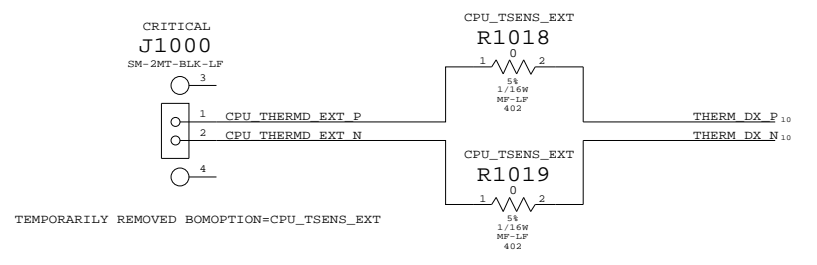 CRITICAL
J1000
SM-2MT-BLK-LF
3
1 CPU_THERMD_EXT_P
2 CPU_THERMD_EXT_N
4
CPU_TSENS_EXT
R1018
0
1 2
5%
1/16W
MF-LF
402
THERM_DX_P 10
THERM_DX_N 10
CPU_TSENS_EXT
R1019
0
1 2
5%
1/16W
MF-LF
402
TEMPORARILY REMOVED BOMOPTION=CPU_TSENS_EXT